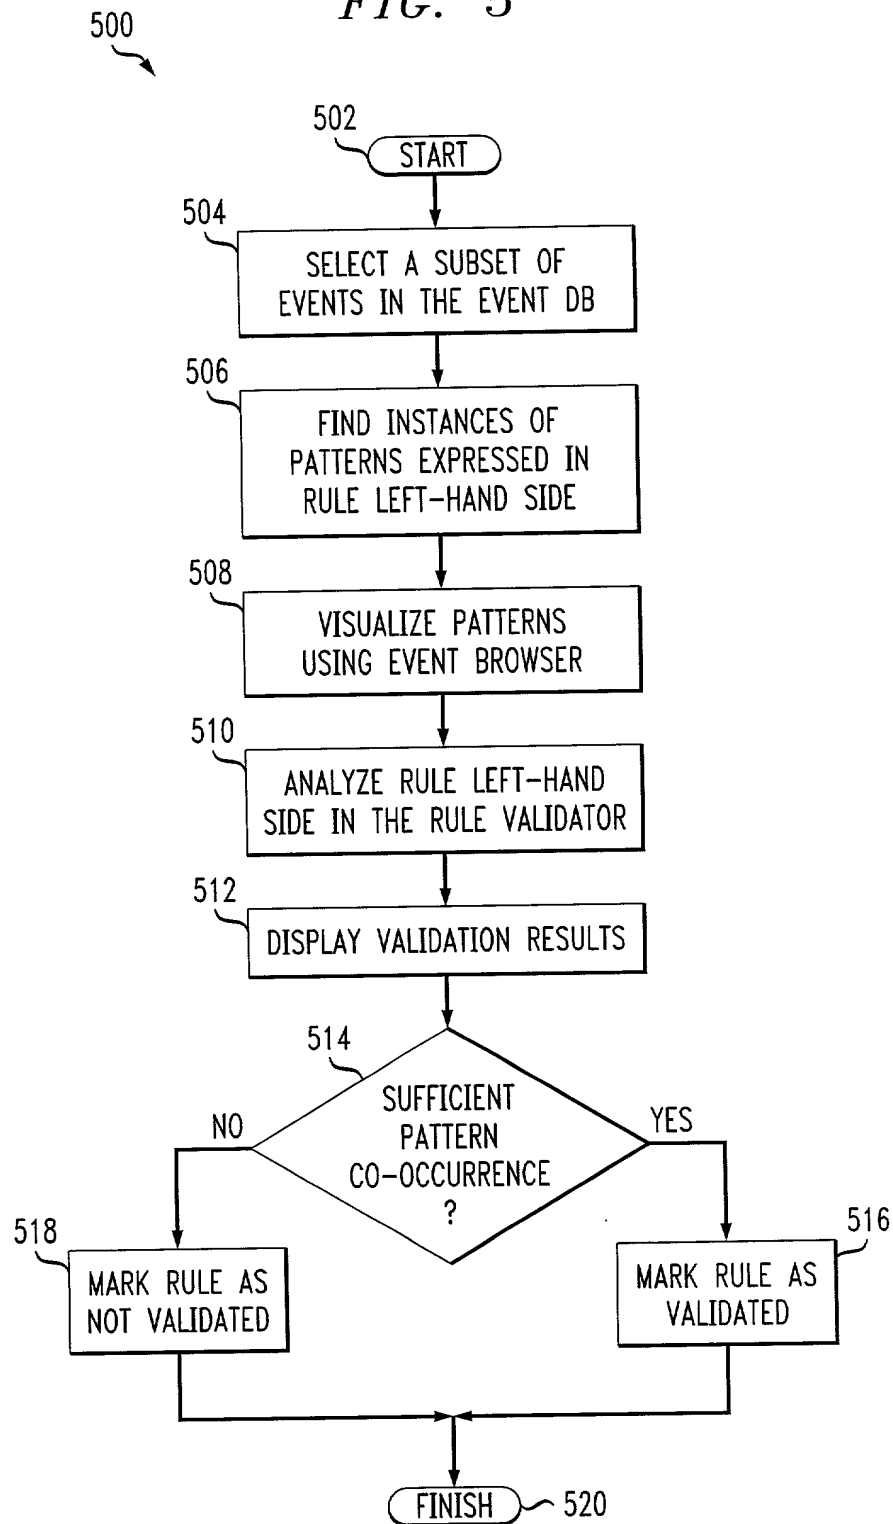 FIG. 5
500
502
START
504
SELECT A SUBSET OF
EVENTS IN THE EVENT DB
506
FIND INSTANCES OF
PATTERNS EXPRESSED IN
RULE LEFT-HAND SIDE
508
VISUALIZE PATTERNS
USING EVENT BROWSER
510
ANALYZE RULE LEFT-HAND
SIDE IN THE RULE VALIDATOR
512
DISPLAY VALIDATION RESULTS
514
SUFFICIENT
PATTERN
CO-OCCURRENCE
?
NO
YES
518
MARK RULE AS
NOT VALIDATED
516
MARK RULE AS
VALIDATED
FINISH
520